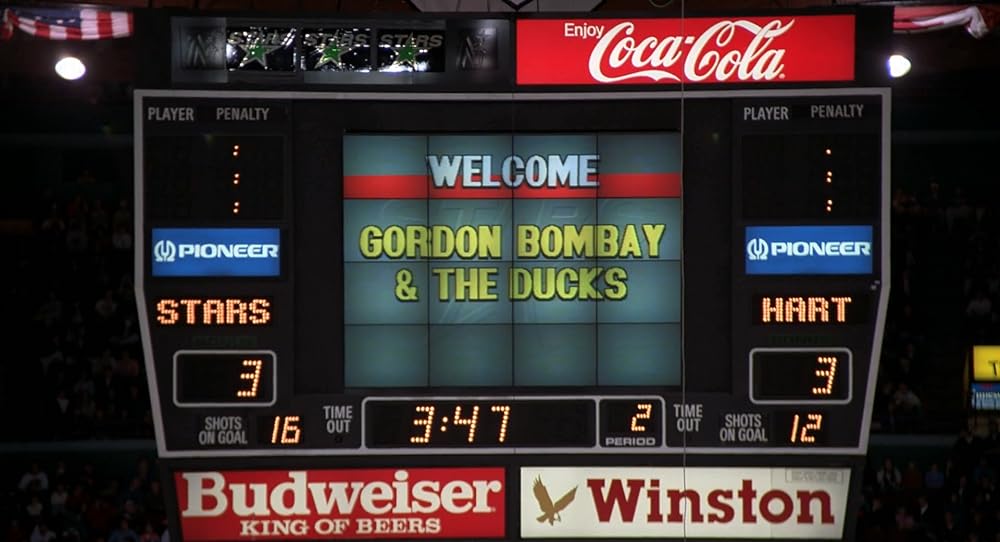 STARS STARS STARS
Enjoy
Coca-Cola
PLAYER PENALTY
PLAYER PENALTY
WELCOME
GORDON BOMBAY
& THE DUCKS
PIONEER
PIONEER
STARS
HART
3
3
SHOTS
ON GOAL
16
TIME
OUT
3:47
2
PERIOD
TIME
OUT
SHOTS
ON GOAL
12
Budweiser
KING OF BEERS
Winston